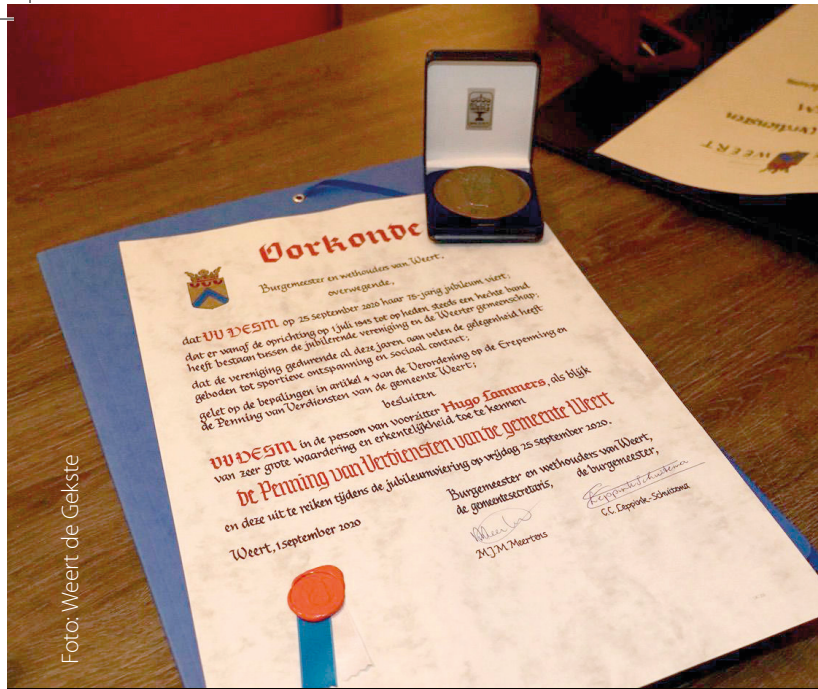 Oorkonde
Burgemeester en wethouders van Weert,
overwegende,
dat VV DESM op 25 september 2020 haar 75-jarig jubileum viert;
dat er vanaf de oprichting op 1 juli 1945 tot op heden steeds een hechte band
heeft bestaan tussen de jubilerende vereniging en de Weerter gemeenschap;
dat de vereniging gedurende al deze jaren aan velen de gelegenheid heeft
geboden tot sportieve ontspanning en sociaal contact;
gelet op de bepalingen in artikel 4 van de Verordening op de Erepenning en
de Penning van Verdiensten van de gemeente Weert;
besluiten
VV DESM in de persoon van voorzitter Hugo Lammers, als blijk
van zeer grote waardering en erkentelijkheid toe te kennen
de Penning van Verdiensten van de gemeente Weert
en deze uit te reiken tijdens de jubileumviering op vrijdag 25 september 2020.
Weert, 1 september 2020
Burgemeester en wethouders van Weert,
de gemeentesecretaris,
de burgemeester,
M.J.M. Meertens
C.C. Leppink-Schuitema
WEERT
Verdiensten
Foto: Weert de Gekste